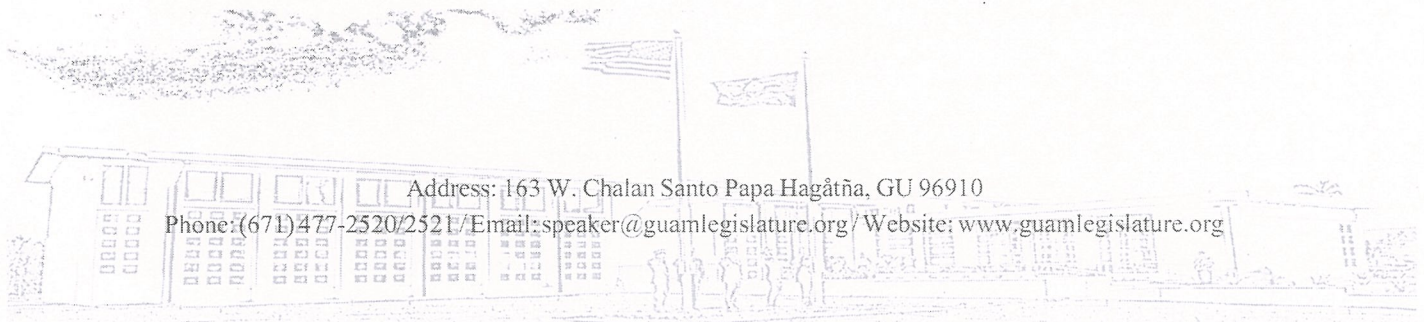 Address: 163 W. Chalan Santo Papa Hagåtña, GU 96910
Phone: (671) 477-2520/2521 / Email: speaker@guamlegislature.org / Website: www.guamlegislature.org